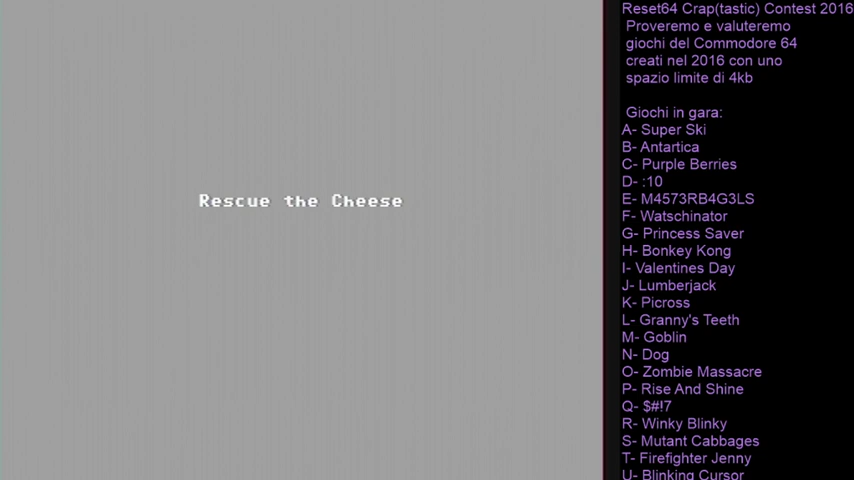 Rescue the Cheese
Reset64 Crap(tastic) Contest 2016
Proveremo e valuteremo
giochi del Commodore 64
creati nel 2016 con uno
spazio limite di 4kb
Giochi in gara:
A- Super Ski
B- Antartica
C- Purple Berries
D- :10
E- M4573RB4G3LS
F- Watschinator
G- Princess Saver
H- Bonkey Kong
I- Valentines Day
J- Lumberjack
K- Picross
L- Granny's Teeth
M- Goblin
N- Dog
O- Zombie Massacre
P- Rise And Shine
Q- $#!7
R- Winky Blinky
S- Mutant Cabbages
T- Firefighter Jenny
U- Blinking Cursor